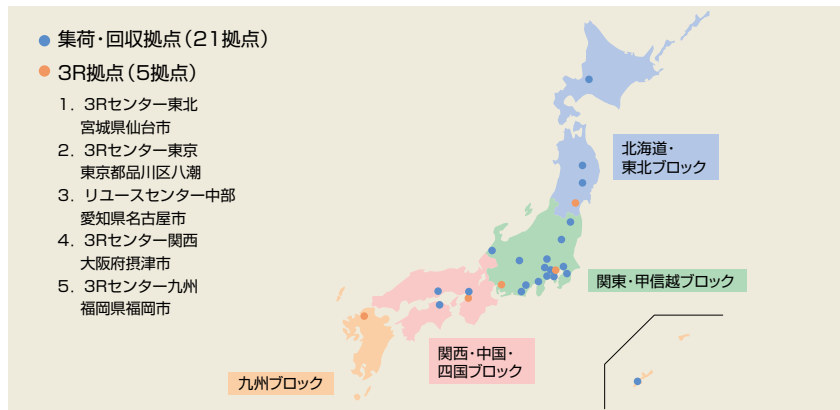 集荷・回収拠点（21拠点）
3R拠点（5拠点）
1．3Rセンター東北
宮城県仙台市
2．3Rセンター東京
東京都品川区八潮
3．リユースセンター中部
愛知県名古屋市
4．3Rセンター関西
大阪府摂津市
5．3Rセンター九州
福岡県福岡市
北海道・
東北ブロック
関東・甲信越ブロック
関西・中国・
四国ブロック
九州ブロック